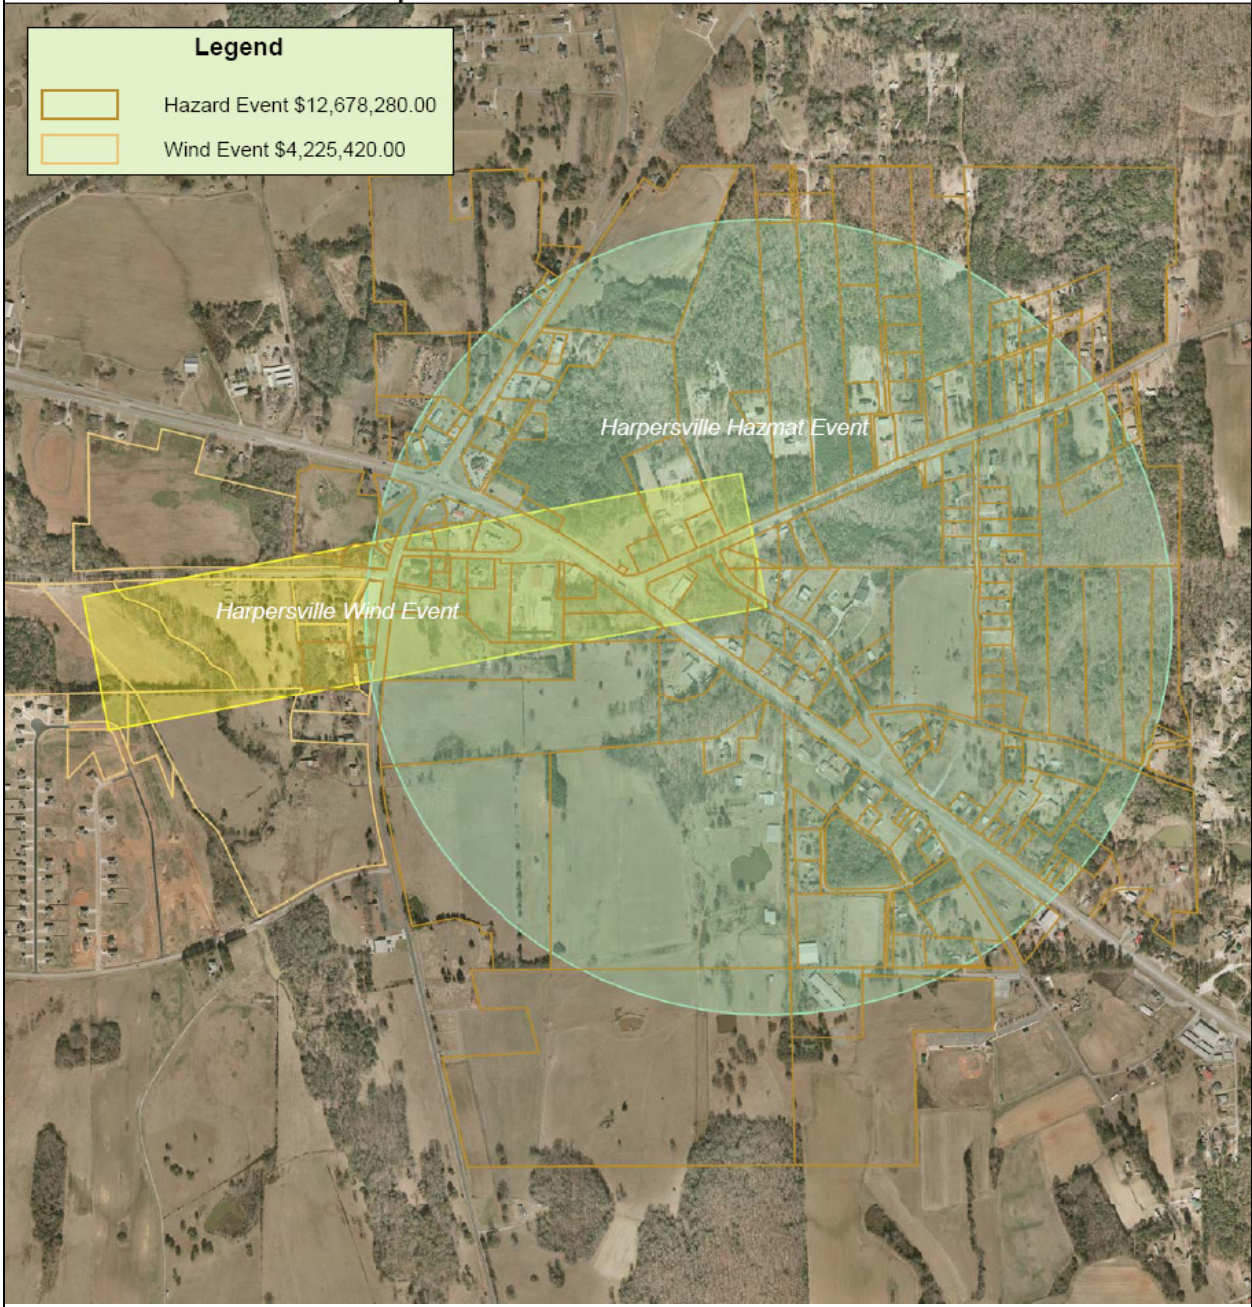 Legend
Hazard Event $12,678,280.00
Wind Event $4,225,420.00
Harpersville Hazmat Event
Harpersville Wind Event